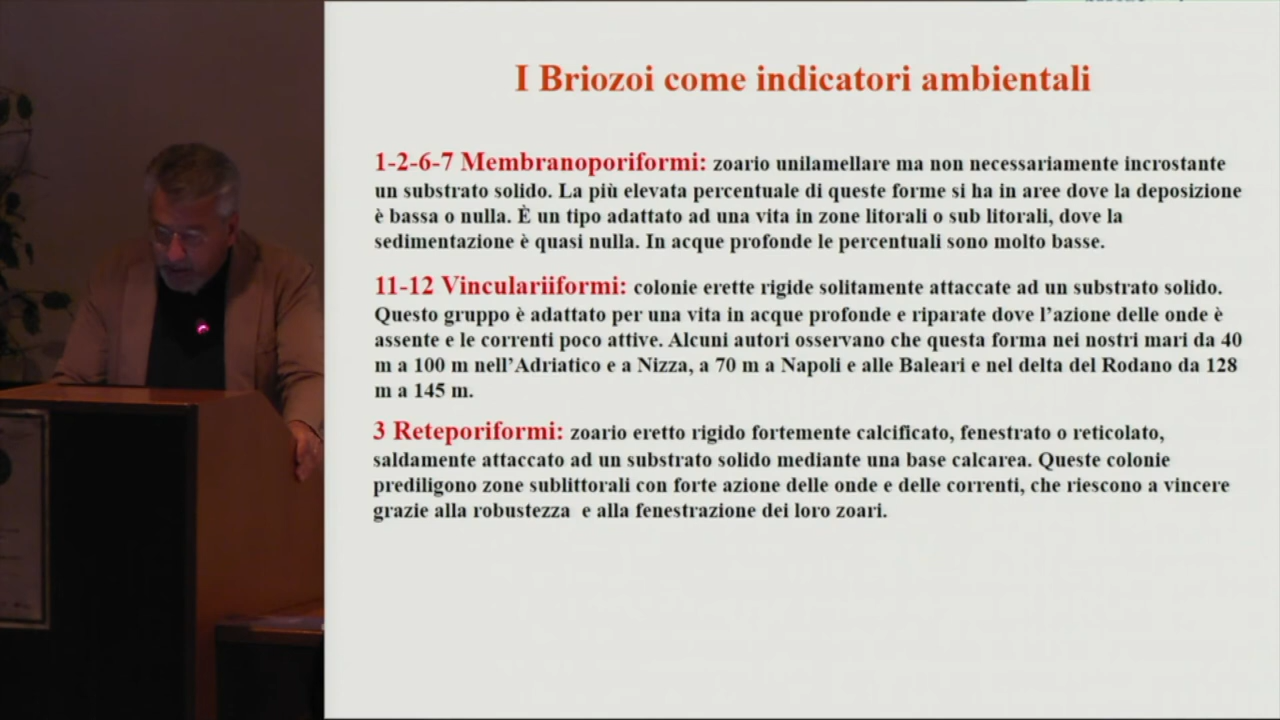 I Briozoi come indicatori ambientali
1-2-6-7 Membranoporiformi: zoario unilamellare ma non necessariamente incrostante
un substrato solido. La più elevata percentuale di queste forme si ha in aree dove la deposizione
è bassa o nulla. È un tipo adattato ad una vita in zone litorali o sub litorali, dove la
sedimentazione è quasi nulla. In acque profonde le percentuali sono molto basse.
11-12 Vinculariiformi: colonie erette rigide solitamente attaccate ad un substrato solido.
Questo gruppo è adattato per una vita in acque profonde e riparate dove l'azione delle onde è
assente e le correnti poco attive. Alcuni autori osservano che questa forma nei nostri mari da 40
m a 100 m nell'Adriatico e a Nizza, a 70 m a Napoli e alle Baleari e nel delta del Rodano da 128
m a 145 m.
3 Reteporiformi: zoario eretto rigido fortemente calcificato, fenestrato o reticolato,
saldamente attaccato ad un substrato solido mediante una base calcarea. Queste colonie
prediligono zone sublittorali con forte azione delle onde e delle correnti, che riescono a vincere
grazie alla robustezza e alla fenestrazione dei loro zoari.